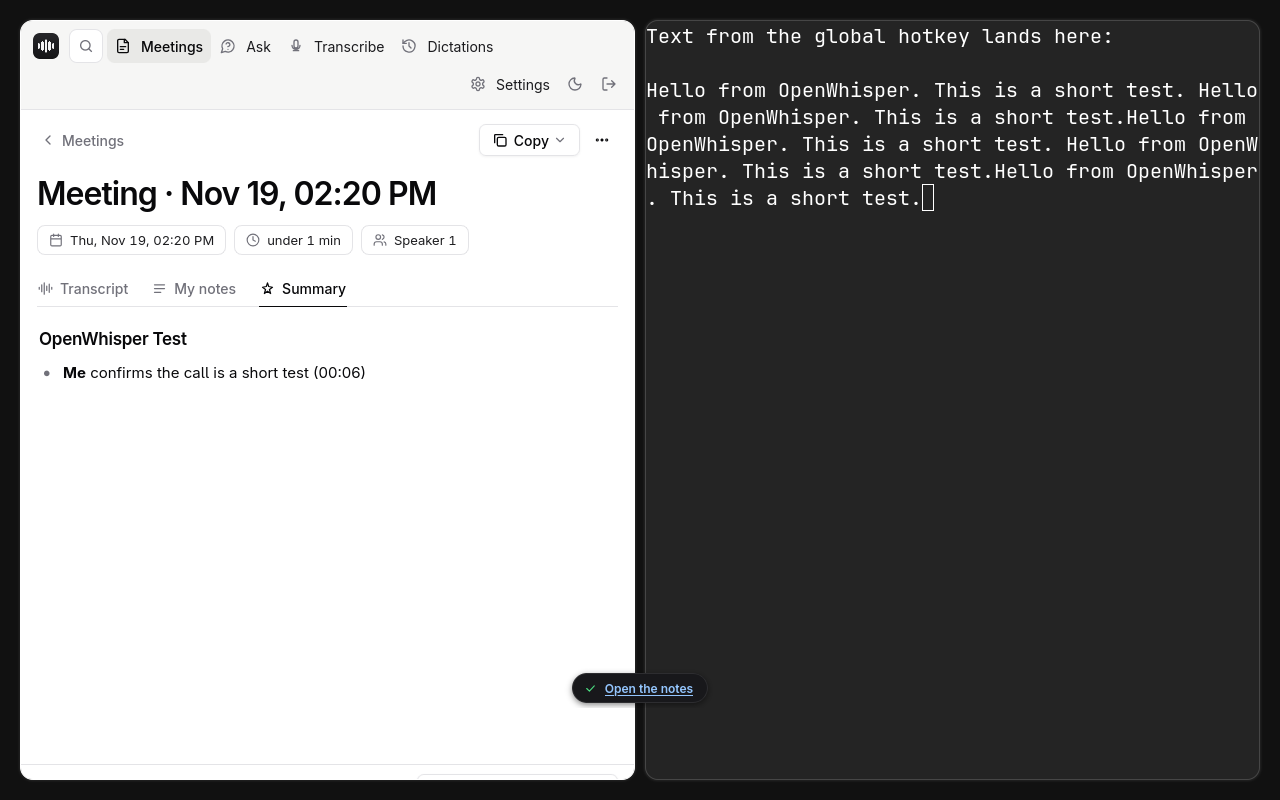 Meetings
Ask
Transcribe
Dictations
Settings
Meetings
Copy
Meeting · Nov 19, 02:20 PM
Thu, Nov 19, 02:20 PM
under 1 min
Speaker 1
Transcript
My notes
Summary
OpenWhisper Test
Me confirms the call is a short test (00:06)
Open the notes
Text from the global hotkey lands here:
Hello from OpenWhisper. This is a short test. Hello
from OpenWhisper. This is a short test.Hello from
OpenWhisper. This is a short test. Hello from OpenW
hisper. This is a short test.Hello from OpenWhisper
. This is a short test.